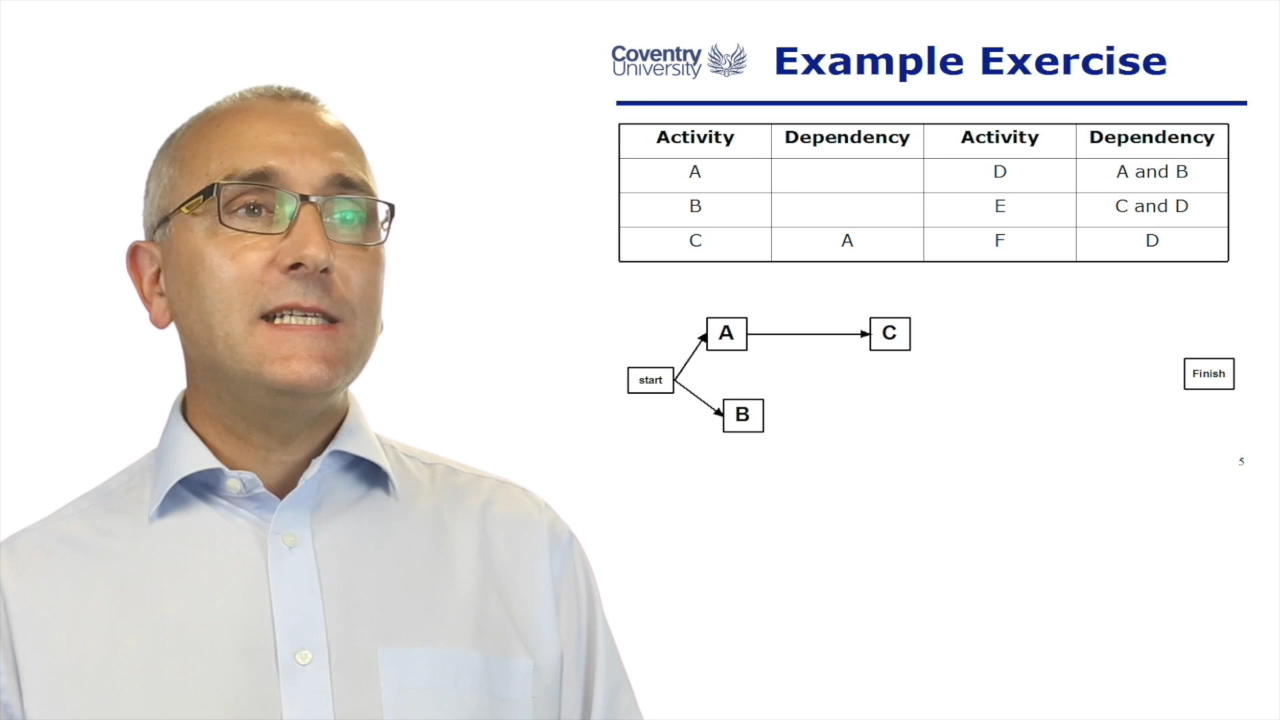 Coventry
University
Example Exercise
Activity Dependency Activity Dependency
A D A and B
B E C and D
C A F D
A C
start Finish
B
5